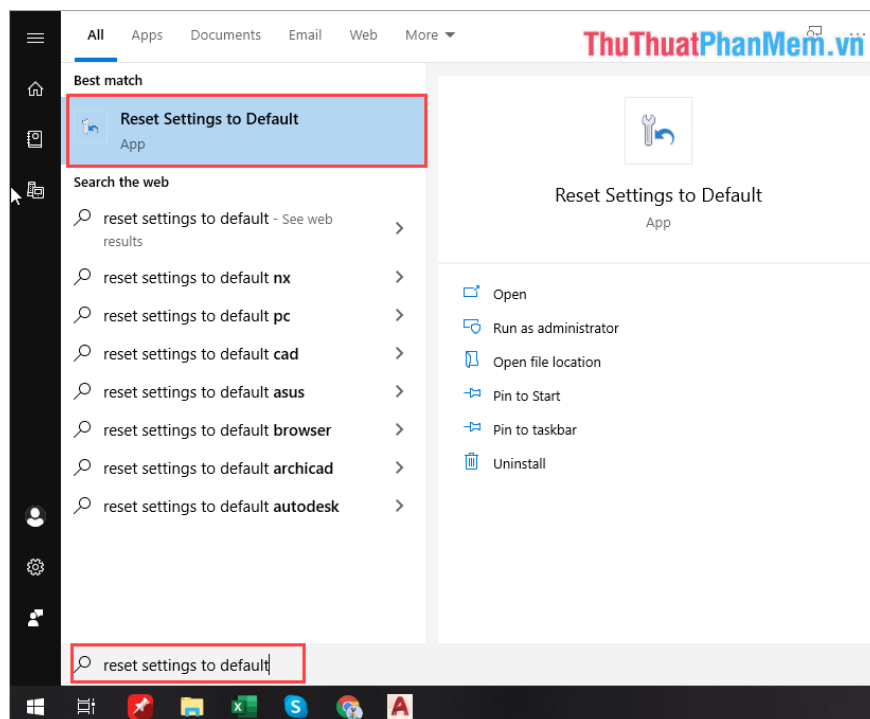 All Apps Documents Email Web More
ThuThuatPhanMem.vn
Best match
Reset Settings to Default
App
Search the web
reset settings to default - See web
results
reset settings to default nx
reset settings to default pc
reset settings to default cad
reset settings to default asus
reset settings to default browser
reset settings to default archicad
reset settings to default autodesk
Reset Settings to Default
App
Open
Run as administrator
Open file location
Pin to Start
Pin to taskbar
Uninstall
reset settings to default